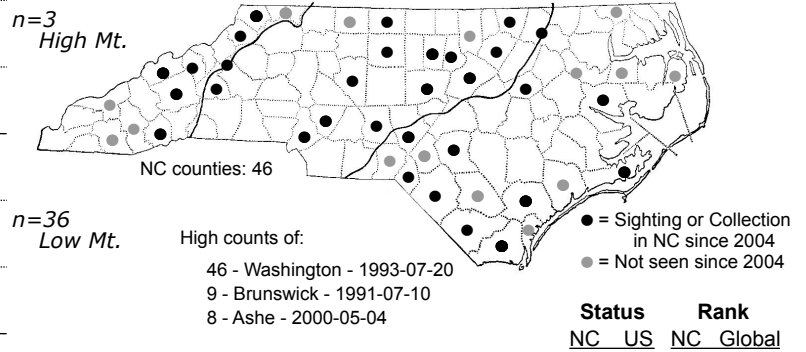 n=3
High Mt.
NC counties: 46
n=36
Low Mt.
High counts of:
46 - Washington - 1993-07-20
9 - Brunswick - 1991-07-10
8 - Ashe - 2000-05-04
= Sighting or Collection
in NC since 2004
= Not seen since 2004
Status Rank
NC US NC Global